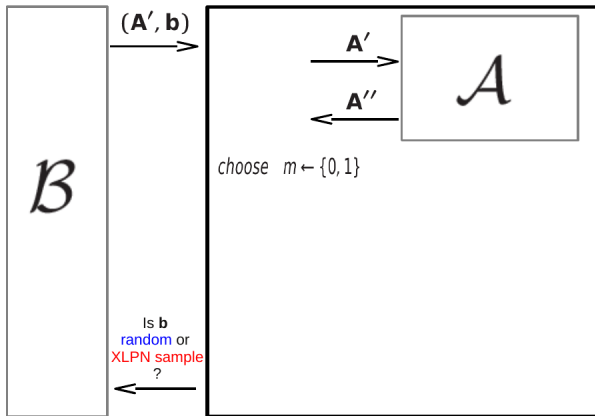 (A′, b)
A′
𝒜
A″
choose m ← {0, 1}
ℬ
Is b
random or
XLPN sample
?